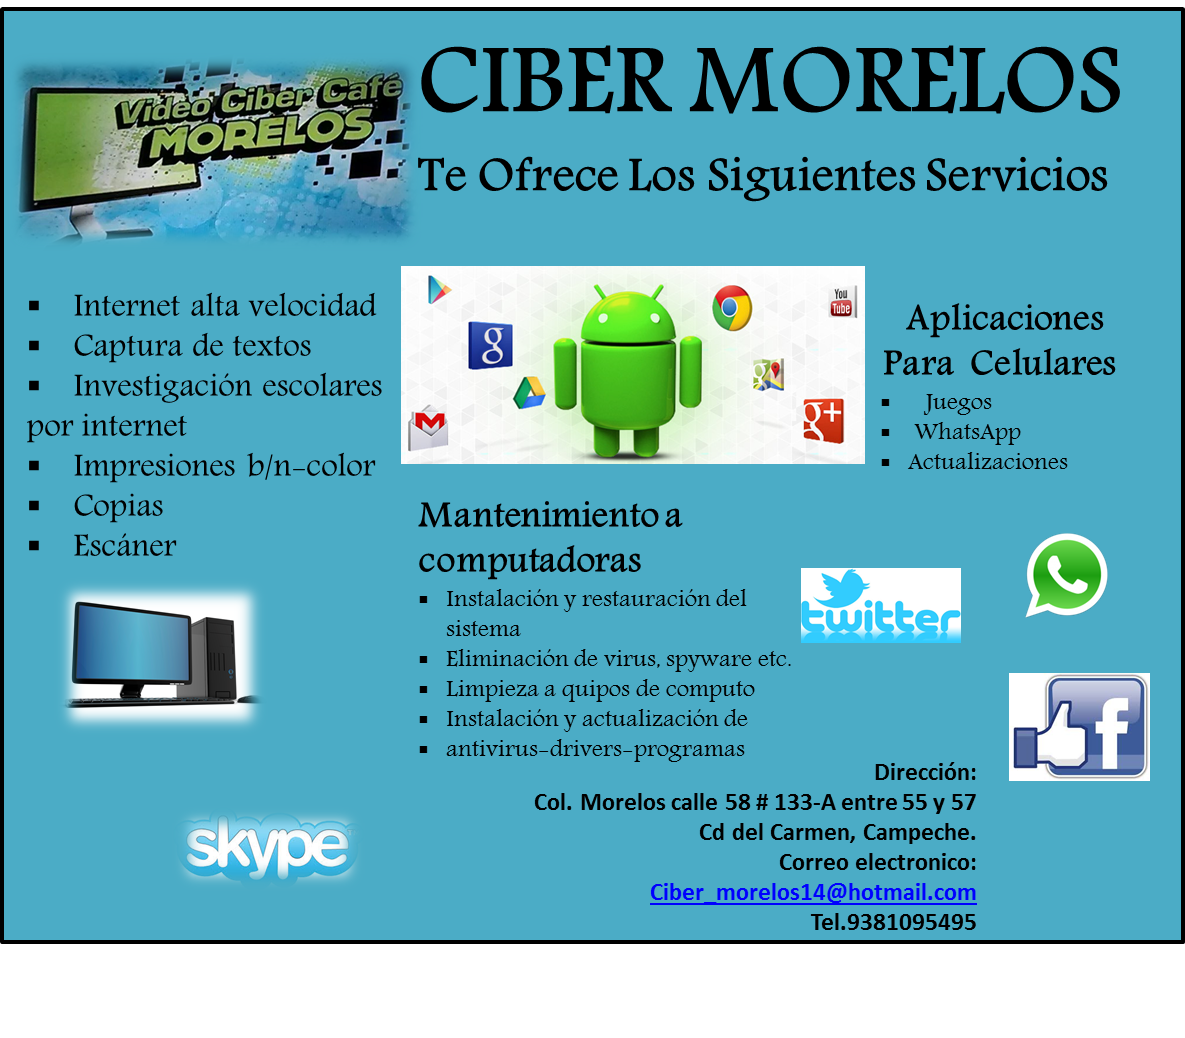 Video Ciber Café
MORELOS
CIBER MORELOS
Te Ofrece Los Siguientes Servicios
▪ Internet alta velocidad
▪ Captura de textos
▪ Investigación escolares
por internet
▪ Impresiones b/n-color
▪ Copias
▪ Escáner
You
Tube
g
g+
Aplicaciones
Para Celulares
▪ Juegos
▪ WhatsApp
▪ Actualizaciones
Mantenimiento a
computadoras
▪ Instalación y restauración del
sistema
▪ Eliminación de virus, spyware etc.
▪ Limpieza a quipos de computo
▪ Instalación y actualización de
▪ antivirus-drivers-programas
twitter
f
skype
Dirección:
Col. Morelos calle 58 # 133-A entre 55 y 57
Cd del Carmen, Campeche.
Correo electronico:
Ciber_morelos14@hotmail.com
Tel.9381095495